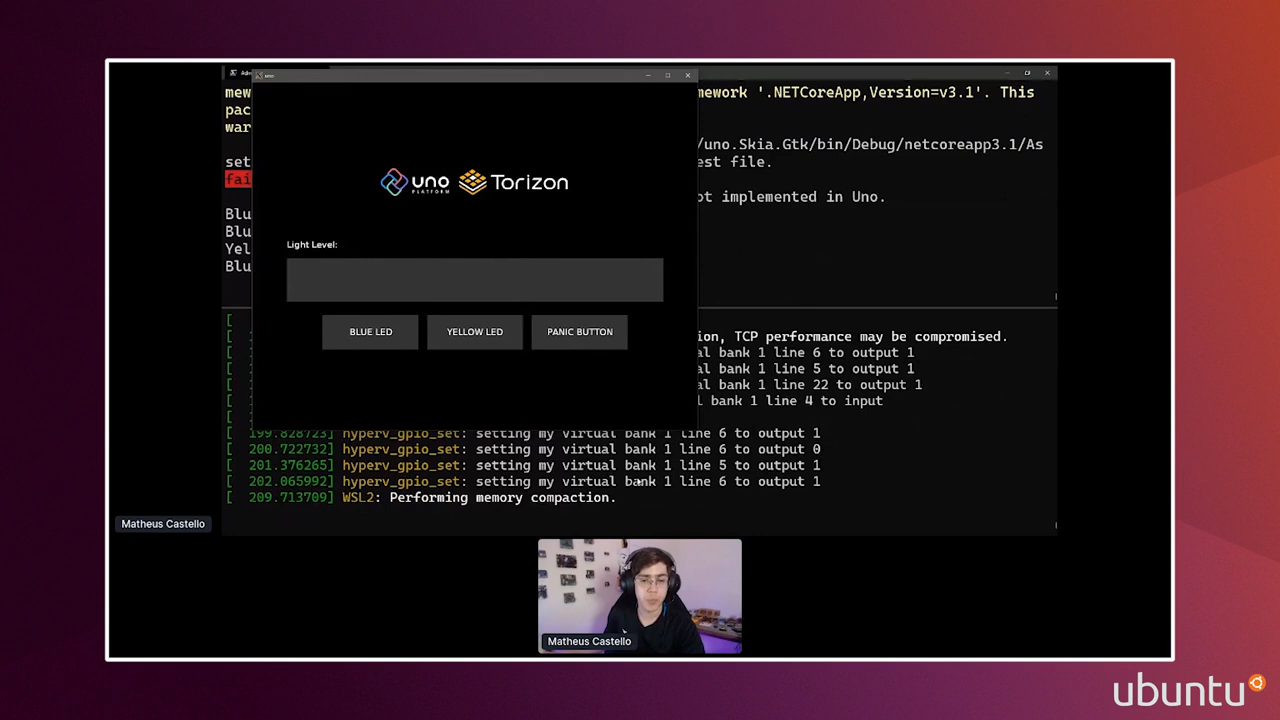 Adm
uno
mew
mework '.NETCoreApp,Version=v3.1'. This
pac
war
/uno.Skia.Gtk/bin/Debug/netcoreapp3.1/As
set
est file.
fai
ot implemented in Uno.
Blu
Blu
Yel
Blu
uno
PLATFORM
Torizon
Light Level:
BLUE LED
YELLOW LED
PANIC BUTTON
[
[ ion, TCP performance may be compromised.
[ al bank 1 line 6 to output 1
[ al bank 1 line 5 to output 1
[ al bank 1 line 22 to output 1
[ l bank 1 line 4 to input
[
[ 199.828723] hyperv_gpio_set: setting my virtual bank 1 line 6 to output 1
[ 200.722732] hyperv_gpio_set: setting my virtual bank 1 line 6 to output 0
[ 201.376265] hyperv_gpio_set: setting my virtual bank 1 line 5 to output 1
[ 202.065992] hyperv_gpio_set: setting my virtual bank 1 line 6 to output 1
[ 209.713709] WSL2: Performing memory compaction.
Matheus Castello
Matheus Castello
ubuntu